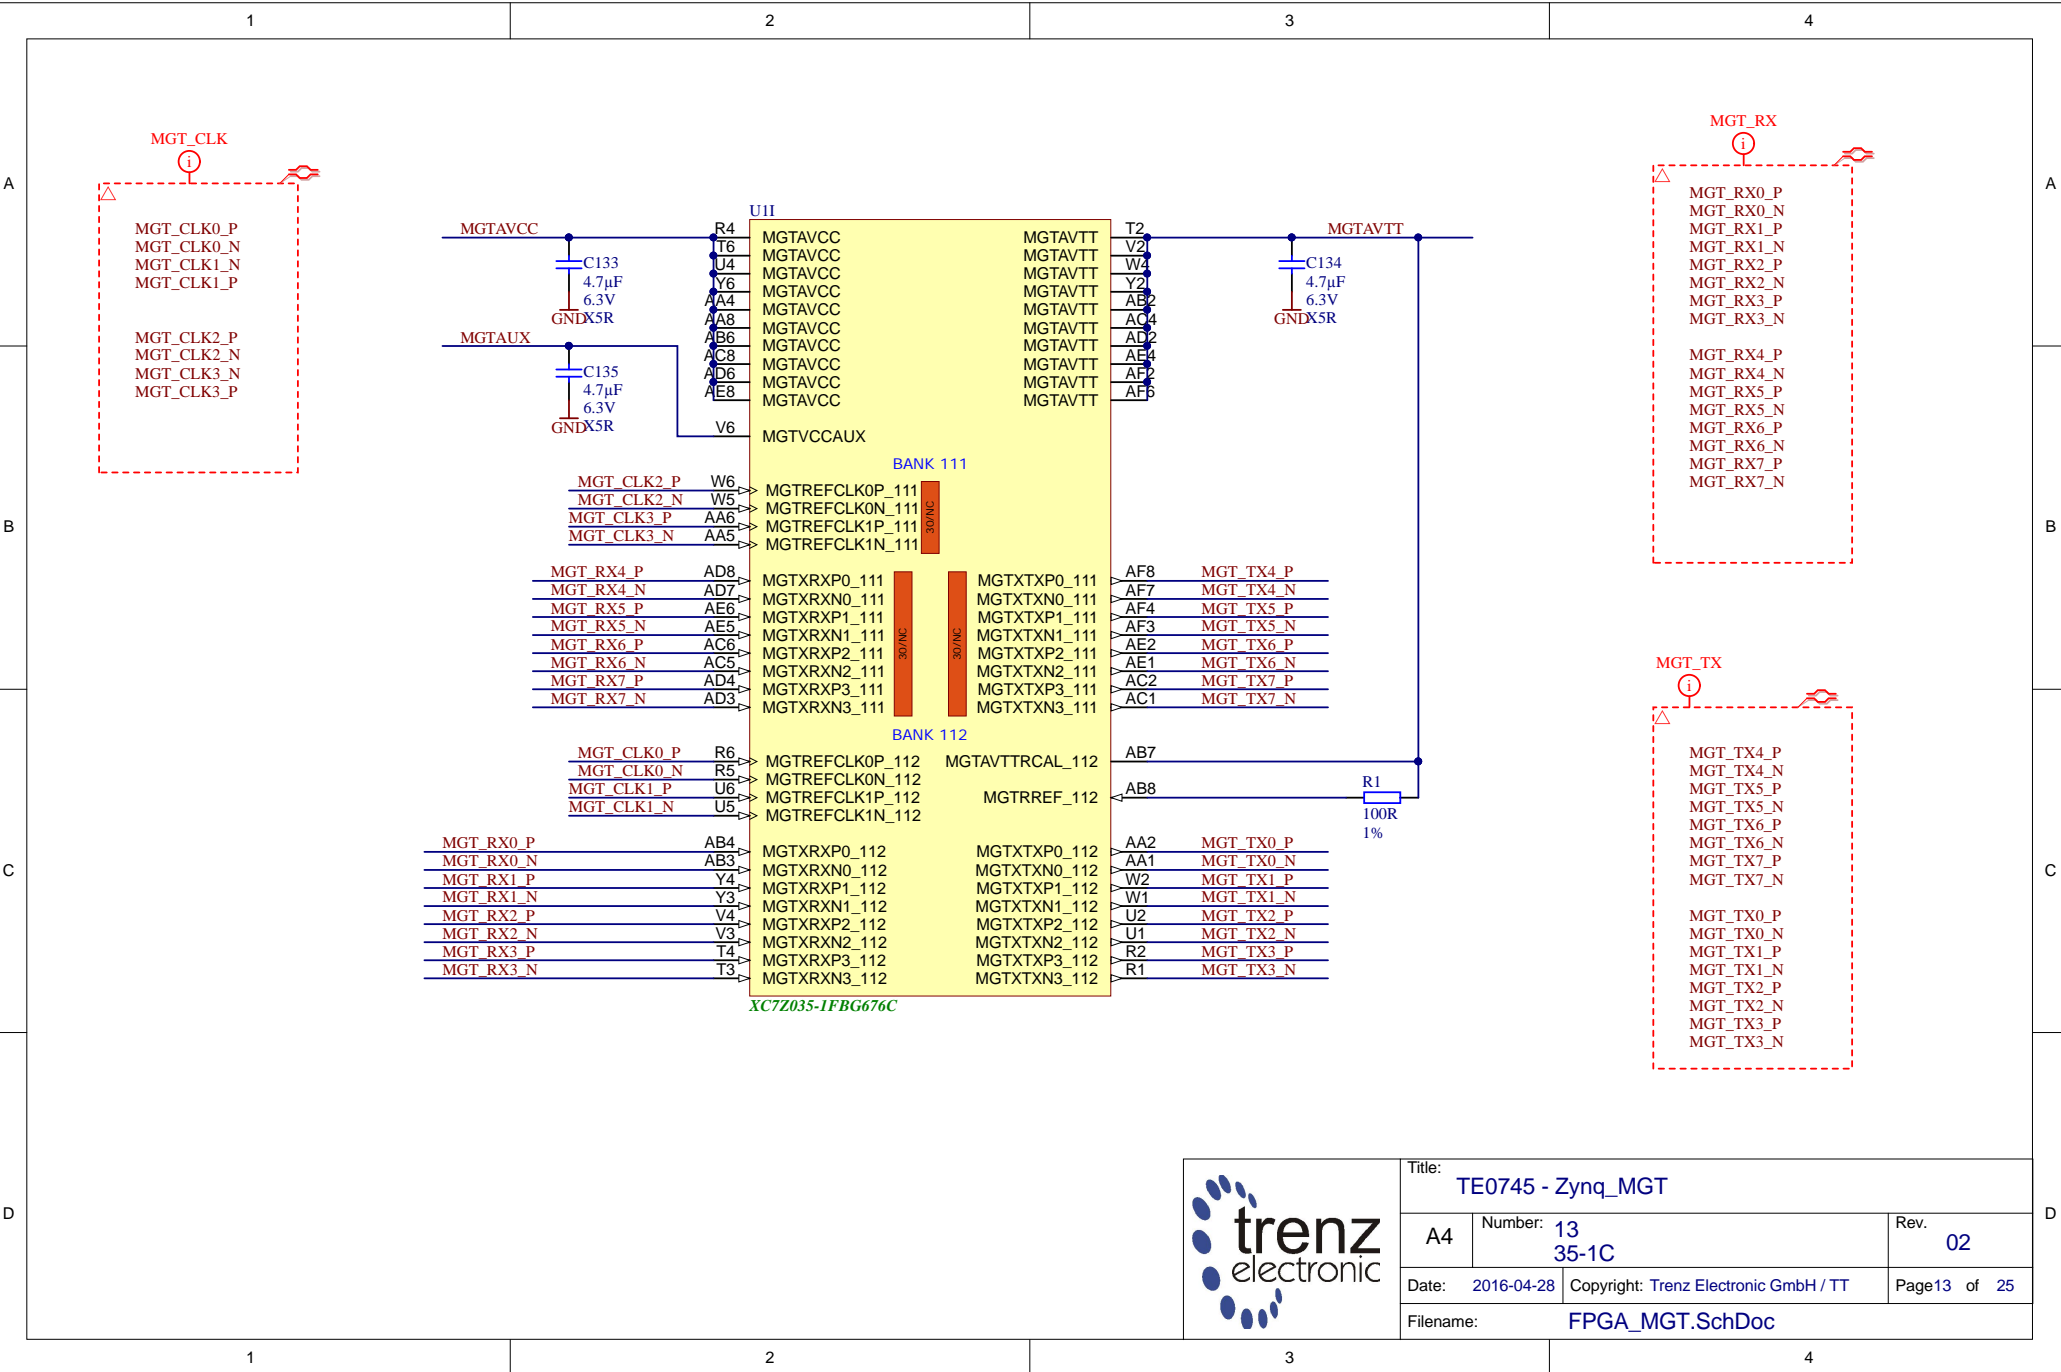 1 2 3 4
A A
B B
C C
D D
MGT_CLK
i
MGT_CLK0_P
MGT_CLK0_N
MGT_CLK1_N
MGT_CLK1_P
MGT_CLK2_P
MGT_CLK2_N
MGT_CLK3_N
MGT_CLK3_P
U1I
MGTAVCC R4 MGTAVCC MGTAVTT T2 MGTAVTT
T6 MGTAVCC MGTAVTT V2
U4 MGTAVCC MGTAVTT W4
Y6 MGTAVCC MGTAVTT Y2
AA4 MGTAVCC MGTAVTT AB2
AA8 MGTAVCC MGTAVTT AC4
AB6 MGTAVCC MGTAVTT AD2
AC8 MGTAVCC MGTAVTT AE4
AD6 MGTAVCC MGTAVTT AF2
AE8 MGTAVCC MGTAVTT AF6
C133
4.7µF
6.3V
GND X5R
C134
4.7µF
6.3V
GND X5R
MGTAUX V6 MGTVCCAUX
C135
4.7µF
6.3V
GND X5R
BANK 111
MGT_CLK2_P W6 MGTREFCLK0P_111
MGT_CLK2_N W5 MGTREFCLK0N_111
MGT_CLK3_P AA6 MGTREFCLK1P_111
MGT_CLK3_N AA5 MGTREFCLK1N_111
30/NC
MGT_RX4_P AD8 MGTXRXP0_111 MGTXTXP0_111 AF8 MGT_TX4_P
MGT_RX4_N AD7 MGTXRXN0_111 MGTXTXN0_111 AF7 MGT_TX4_N
MGT_RX5_P AE6 MGTXRXP1_111 MGTXTXP1_111 AF4 MGT_TX5_P
MGT_RX5_N AE5 MGTXRXN1_111 MGTXTXN1_111 AF3 MGT_TX5_N
MGT_RX6_P AC6 MGTXRXP2_111 MGTXTXP2_111 AE2 MGT_TX6_P
MGT_RX6_N AC5 MGTXRXN2_111 MGTXTXN2_111 AE1 MGT_TX6_N
MGT_RX7_P AD4 MGTXRXP3_111 MGTXTXP3_111 AC2 MGT_TX7_P
MGT_RX7_N AD3 MGTXRXN3_111 MGTXTXN3_111 AC1 MGT_TX7_N
30/NC 30/NC
BANK 112
MGT_CLK0_P R6 MGTREFCLK0P_112 MGTAVTTRCAL_112 AB7
MGT_CLK0_N R5 MGTREFCLK0N_112
MGT_CLK1_P U6 MGTREFCLK1P_112 MGTRREF_112 AB8
MGT_CLK1_N U5 MGTREFCLK1N_112
R1
100R
1%
MGT_RX0_P AB4 MGTXRXP0_112 MGTXTXP0_112 AA2 MGT_TX0_P
MGT_RX0_N AB3 MGTXRXN0_112 MGTXTXN0_112 AA1 MGT_TX0_N
MGT_RX1_P Y4 MGTXRXP1_112 MGTXTXP1_112 W2 MGT_TX1_P
MGT_RX1_N Y3 MGTXRXN1_112 MGTXTXN1_112 W1 MGT_TX1_N
MGT_RX2_P V4 MGTXRXP2_112 MGTXTXP2_112 U2 MGT_TX2_P
MGT_RX2_N V3 MGTXRXN2_112 MGTXTXN2_112 U1 MGT_TX2_N
MGT_RX3_P T4 MGTXRXP3_112 MGTXTXP3_112 R2 MGT_TX3_P
MGT_RX3_N T3 MGTXRXN3_112 MGTXTXN3_112 R1 MGT_TX3_N
XC7Z035-1FBG676C
MGT_RX
i
MGT_RX0_P
MGT_RX0_N
MGT_RX1_P
MGT_RX1_N
MGT_RX2_P
MGT_RX2_N
MGT_RX3_P
MGT_RX3_N
MGT_RX4_P
MGT_RX4_N
MGT_RX5_P
MGT_RX5_N
MGT_RX6_P
MGT_RX6_N
MGT_RX7_P
MGT_RX7_N
MGT_TX
i
MGT_TX4_P
MGT_TX4_N
MGT_TX5_P
MGT_TX5_N
MGT_TX6_P
MGT_TX6_N
MGT_TX7_P
MGT_TX7_N
MGT_TX0_P
MGT_TX0_N
MGT_TX1_P
MGT_TX1_N
MGT_TX2_P
MGT_TX2_N
MGT_TX3_P
MGT_TX3_N
trenz
electronic
Title:
TE0745 - Zynq_MGT
A4 Number: 13 Rev.
35-1C 02
Date: 2016-04-28 Copyright: Trenz Electronic GmbH / TT Page13 of 25
Filename: FPGA_MGT.SchDoc
1 2 3 4